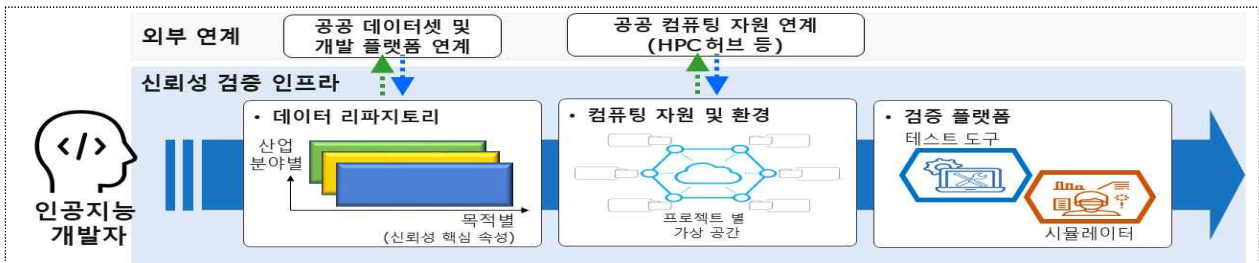 외부 연계
공공 데이터셋 및
개발 플랫폼 연계
공공 컴퓨팅 자원 연계
(HPC허브 등)
신뢰성 검증 인프라
• 데이터 리파지토리
산업
분야별
목적별
(신뢰성 핵심 속성)
• 컴퓨팅 자원 및 환경
프로젝트 별
가상 공간
• 검증 플랫폼
테스트 도구
시뮬레이터
</>
인공지능
개발자